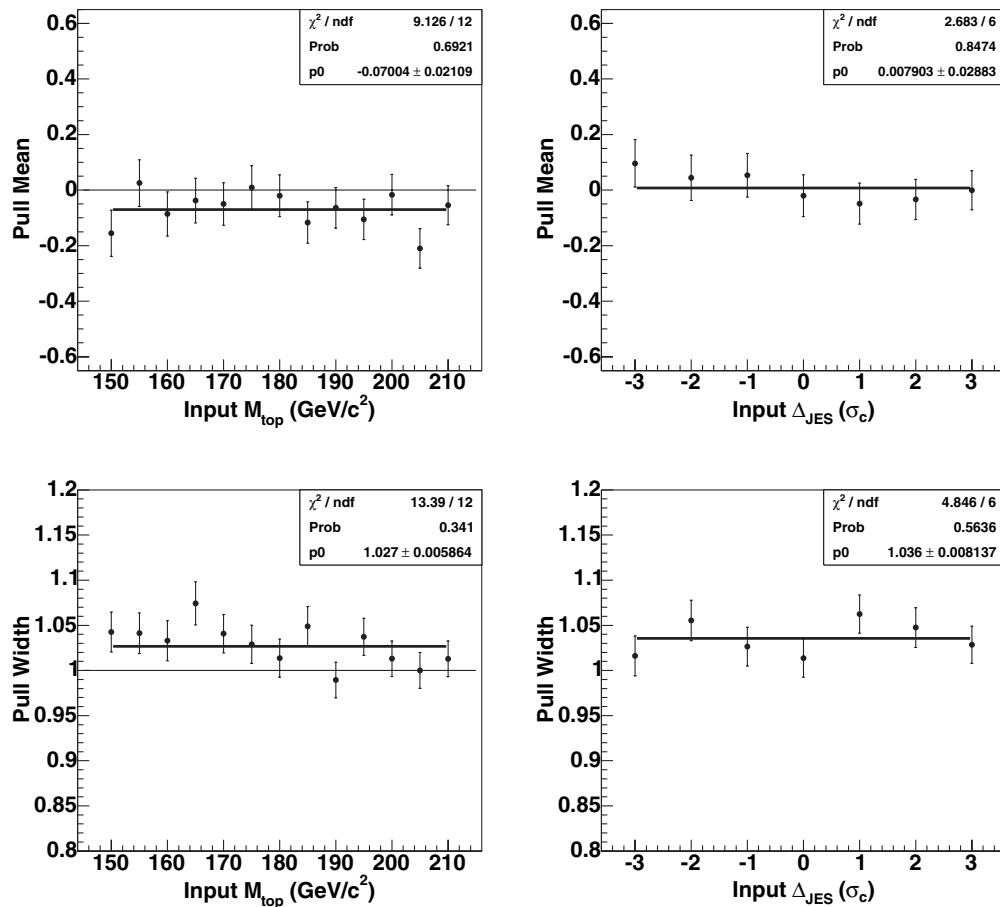 χ² / ndf 9.126 / 12
Prob 0.6921
p0 -0.07004 ± 0.02109
Pull Mean
0.6
0.4
0.2
0
-0.2
-0.4
-0.6
150 160 170 180 190 200 210
Input M_top (GeV/c²)
χ² / ndf 2.683 / 6
Prob 0.8474
p0 0.007903 ± 0.02883
Pull Mean
0.6
0.4
0.2
0
-0.2
-0.4
-0.6
-3 -2 -1 0 1 2 3
Input Δ_JES (σ_c)
χ² / ndf 13.39 / 12
Prob 0.341
p0 1.027 ± 0.005864
Pull Width
1.2
1.15
1.1
1.05
1
0.95
0.9
0.85
0.8
150 160 170 180 190 200 210
Input M_top (GeV/c²)
χ² / ndf 4.846 / 6
Prob 0.5636
p0 1.036 ± 0.008137
Pull Width
1.2
1.15
1.1
1.05
1
0.95
0.9
0.85
0.8
-3 -2 -1 0 1 2 3
Input Δ_JES (σ_c)